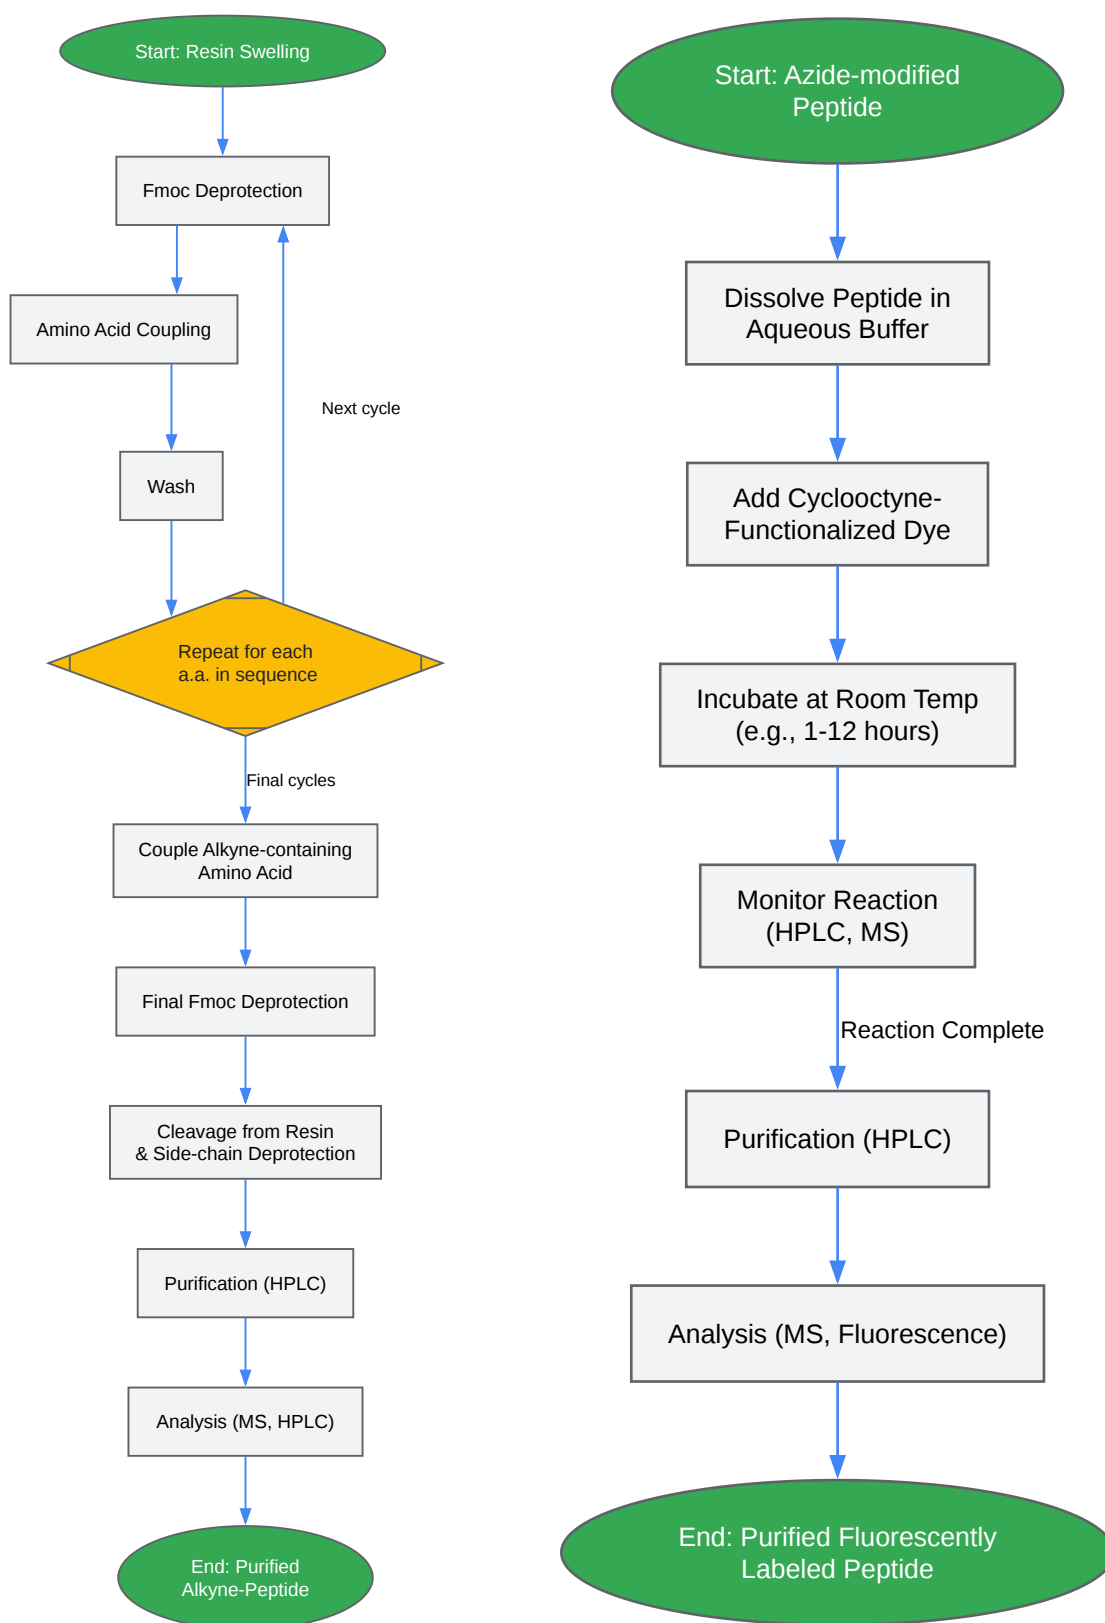 Start: Resin Swelling
Fmoc Deprotection
Amino Acid Coupling
Next cycle
Wash
Repeat for each
a.a. in sequence
Final cycles
Couple Alkyne-containing
Amino Acid
Final Fmoc Deprotection
Cleavage from Resin
& Side-chain Deprotection
Purification (HPLC)
Analysis (MS, HPLC)
End: Purified
Alkyne-Peptide
Start: Azide-modified
Peptide
Dissolve Peptide in
Aqueous Buffer
Add Cyclooctyne-
Functionalized Dye
Incubate at Room Temp
(e.g., 1-12 hours)
Monitor Reaction
(HPLC, MS)
Reaction Complete
Purification (HPLC)
Analysis (MS, Fluorescence)
End: Purified Fluorescently
Labeled Peptide